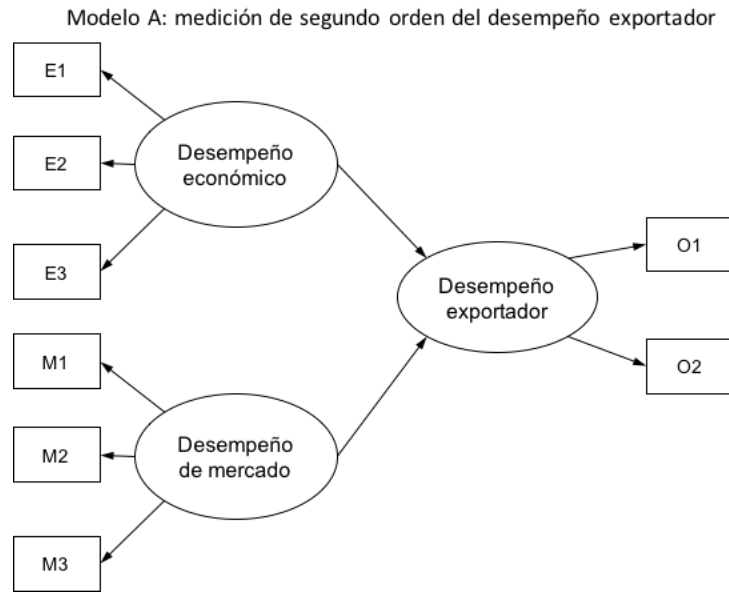 Modelo A: medición de segundo orden del desempeño exportador
E1
E2
E3
Desempeño
económico
M1
M2
M3
Desempeño
de mercado
Desempeño
exportador
O1
O2